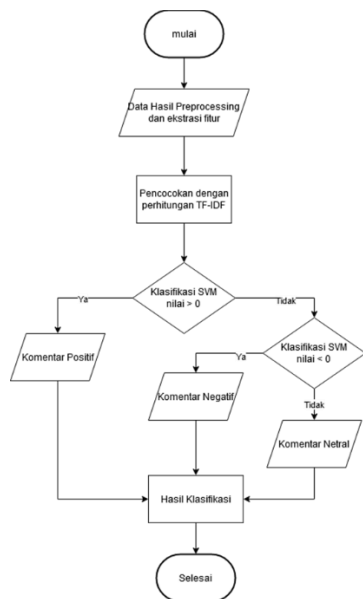 mulai
Data Hasil Preprocessing
dan ekstrasi fitur
Pencocokan dengan
perhitungan TF-IDF
Klasifikasi SVM
nilai > 0
Ya
Tidak
Klasifikasi SVM
nilai < 0
Komentar Positif
Ya
Komentar Negatif
Tidak
Komentar Netral
Hasil Klasifikasi
Selesai